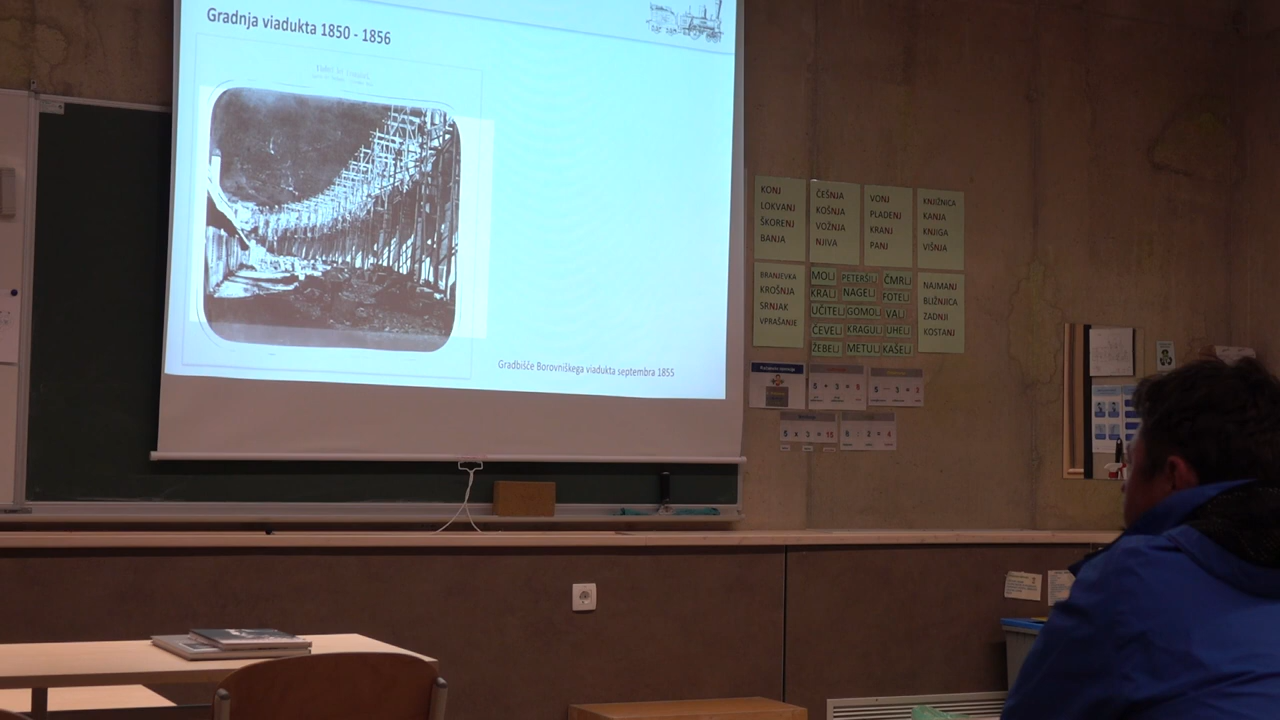 Gradnja viadukta 1850 - 1856
Gradbišče Borovniškega viadukta septembra 1855
KONJ
LOKVANJ
ŠKORENJ
BANJA
ČEŠNJA
KOŠNJA
VOŽNJA
NJIVA
VONJ
PLADENJ
KRANJ
PANJ
KNJIŽNICA
KANJA
KNJIGA
VIŠNJA
BRANJEVKA
KROŠNJA
SRNJAK
VPRAŠANJE
MOLJ PETERŠILJ ČMRLJ
KRALJ NAGELJ FOTELJ
UČITELJ GOMOLJ VALJ
ČEVELJ KRAGULJ UHELJ
ŽEBELJ METULJ KAŠELJ
NAJMANJ
BLIŽNJICA
ZADNJI
KOSTANJ